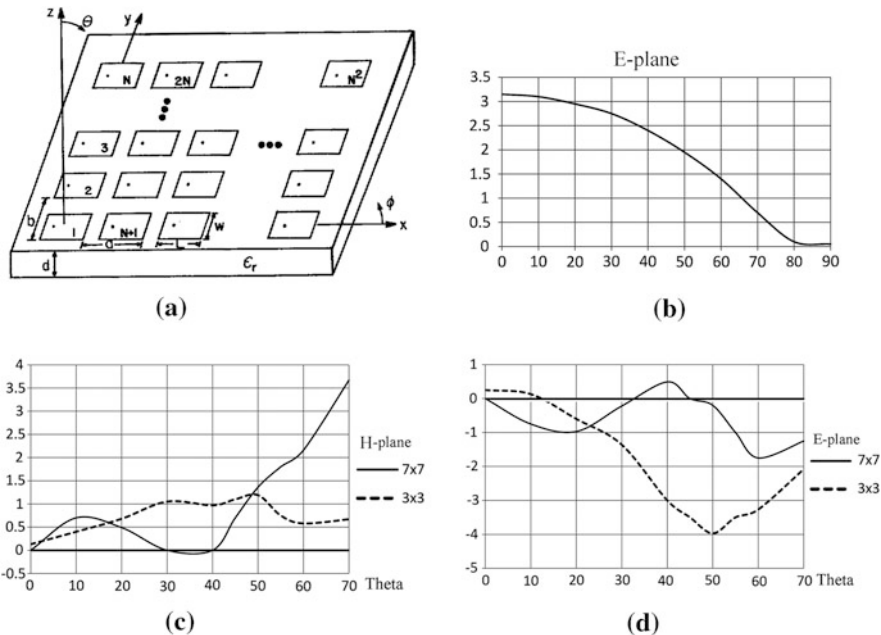 z
θ
y
N
2N
N²
3
2
b
1
N+1
a
L
W
ϕ
x
d
ϵr
(a)
E-plane
3.5
3
2.5
2
1.5
1
0.5
0
0 10 20 30 40 50 60 70 80 90
(b)
4
3.5
3
2.5
2
1.5
1
0.5
0
-0.5
0 10 20 30 40 50 60 70 Theta
H-plane
7x7
3x3
(c)
1
0
-1
-2
-3
-4
-5
0 10 20 30 40 50 60 70 Theta
E-plane
7x7
3x3
(d)